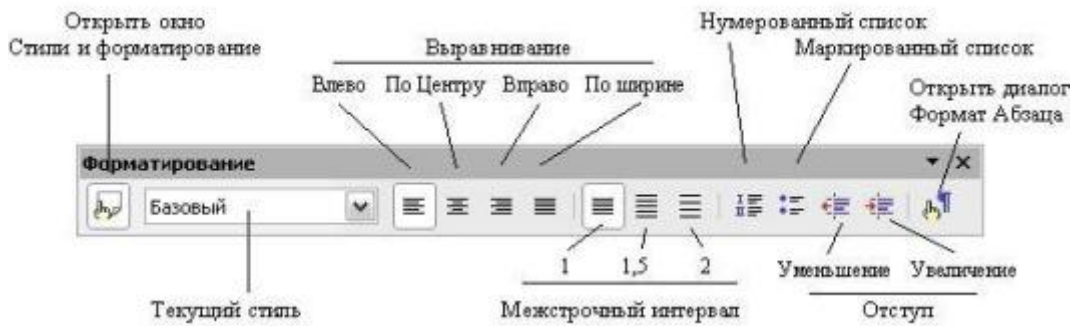 Открыть окно
Стили и форматирование
Нумерованный список
Маркированный список
Выравнивание
Влево По Центру Вправо По ширине
Открыть диалог
Формат Абзаца
Форматирование
Базовый
1 1,5 2
Уменьшение Увеличение
Текущий стиль
Межстрочный интервал
Отступ